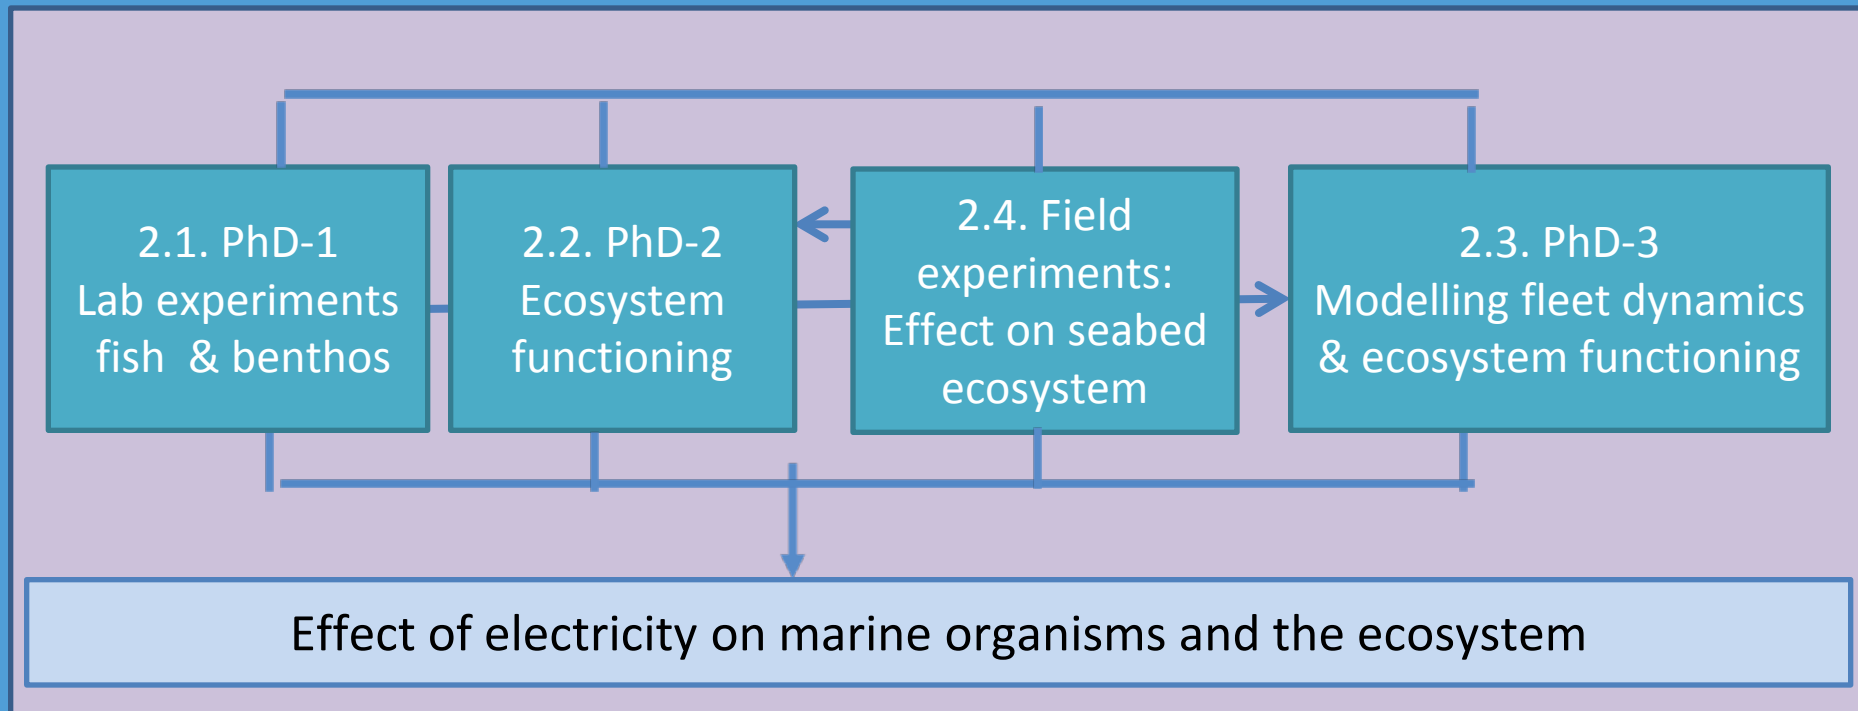 2.1. PhD-1
Lab experiments
fish & benthos
2.2. PhD-2
Ecosystem
functioning
2.4. Field
experiments:
Effect on seabed
ecosystem
2.3. PhD-3
Modelling fleet dynamics
& ecosystem functioning
Effect of electricity on marine organisms and the ecosystem